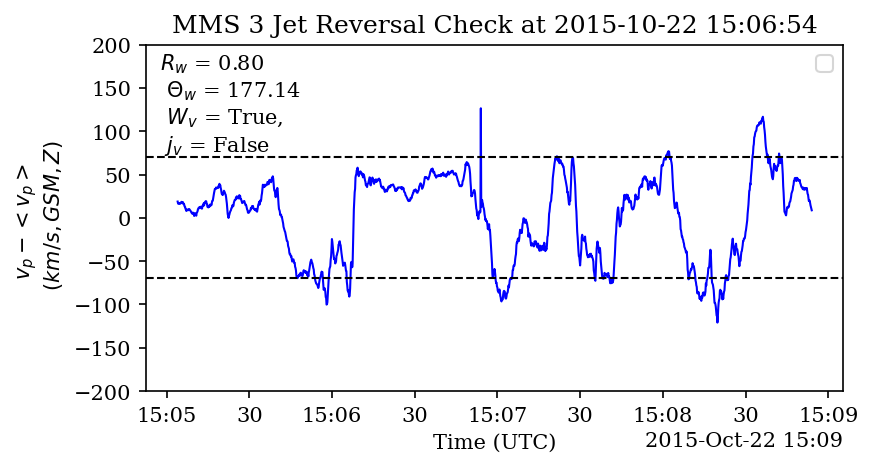 MMS 3 Jet Reversal Check at 2015-10-22 15:06:54
R_w = 0.80
Θ_w = 177.14
W_v = True,
j_v = False
v_p − < v_p >
(km/s, GSM, Z)
200
150
100
50
0
−50
−100
−150
−200
15:05 30 15:06 30 15:07 30 15:08 30 15:09
Time (UTC)
2015-Oct-22 15:09